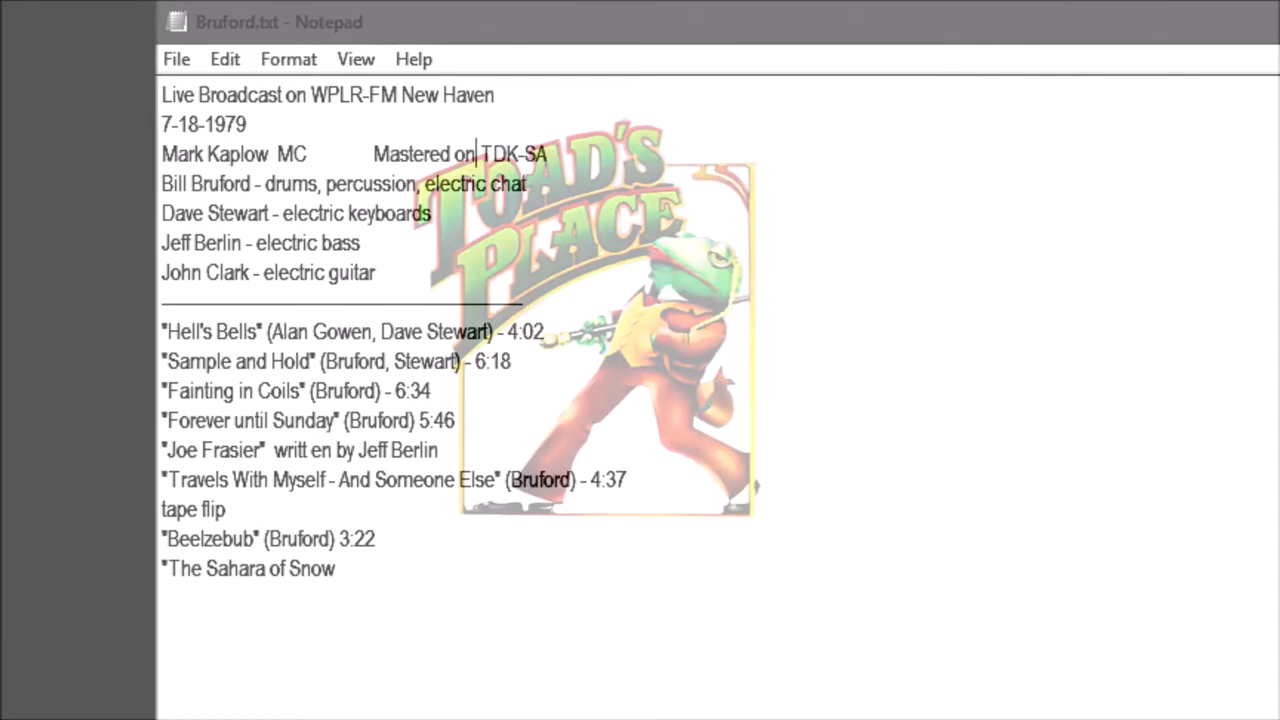 Bruford.txt - Notepad
File Edit Format View Help
Live Broadcast on WPLR-FM New Haven
7-18-1979
Mark Kaplow MC Mastered on TDK-SA
Bill Bruford - drums, percussion, electric chat
Dave Stewart - electric keyboards
Jeff Berlin - electric bass
John Clark - electric guitar
TOAD'S
PLACE
"Hell's Bells" (Alan Gowen, Dave Stewart) - 4:02
"Sample and Hold" (Bruford, Stewart) - 6:18
"Fainting in Coils" (Bruford) - 6:34
"Forever until Sunday" (Bruford) 5:46
"Joe Frasier" writt en by Jeff Berlin
"Travels With Myself - And Someone Else" (Bruford) - 4:37
tape flip
"Beelzebub" (Bruford) 3:22
"The Sahara of Snow